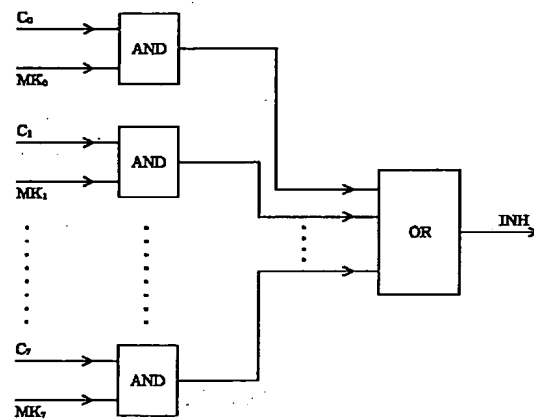 C₀
AND
MK₀
C₁
AND
MK₁
OR
INH
C₇
AND
MK₇